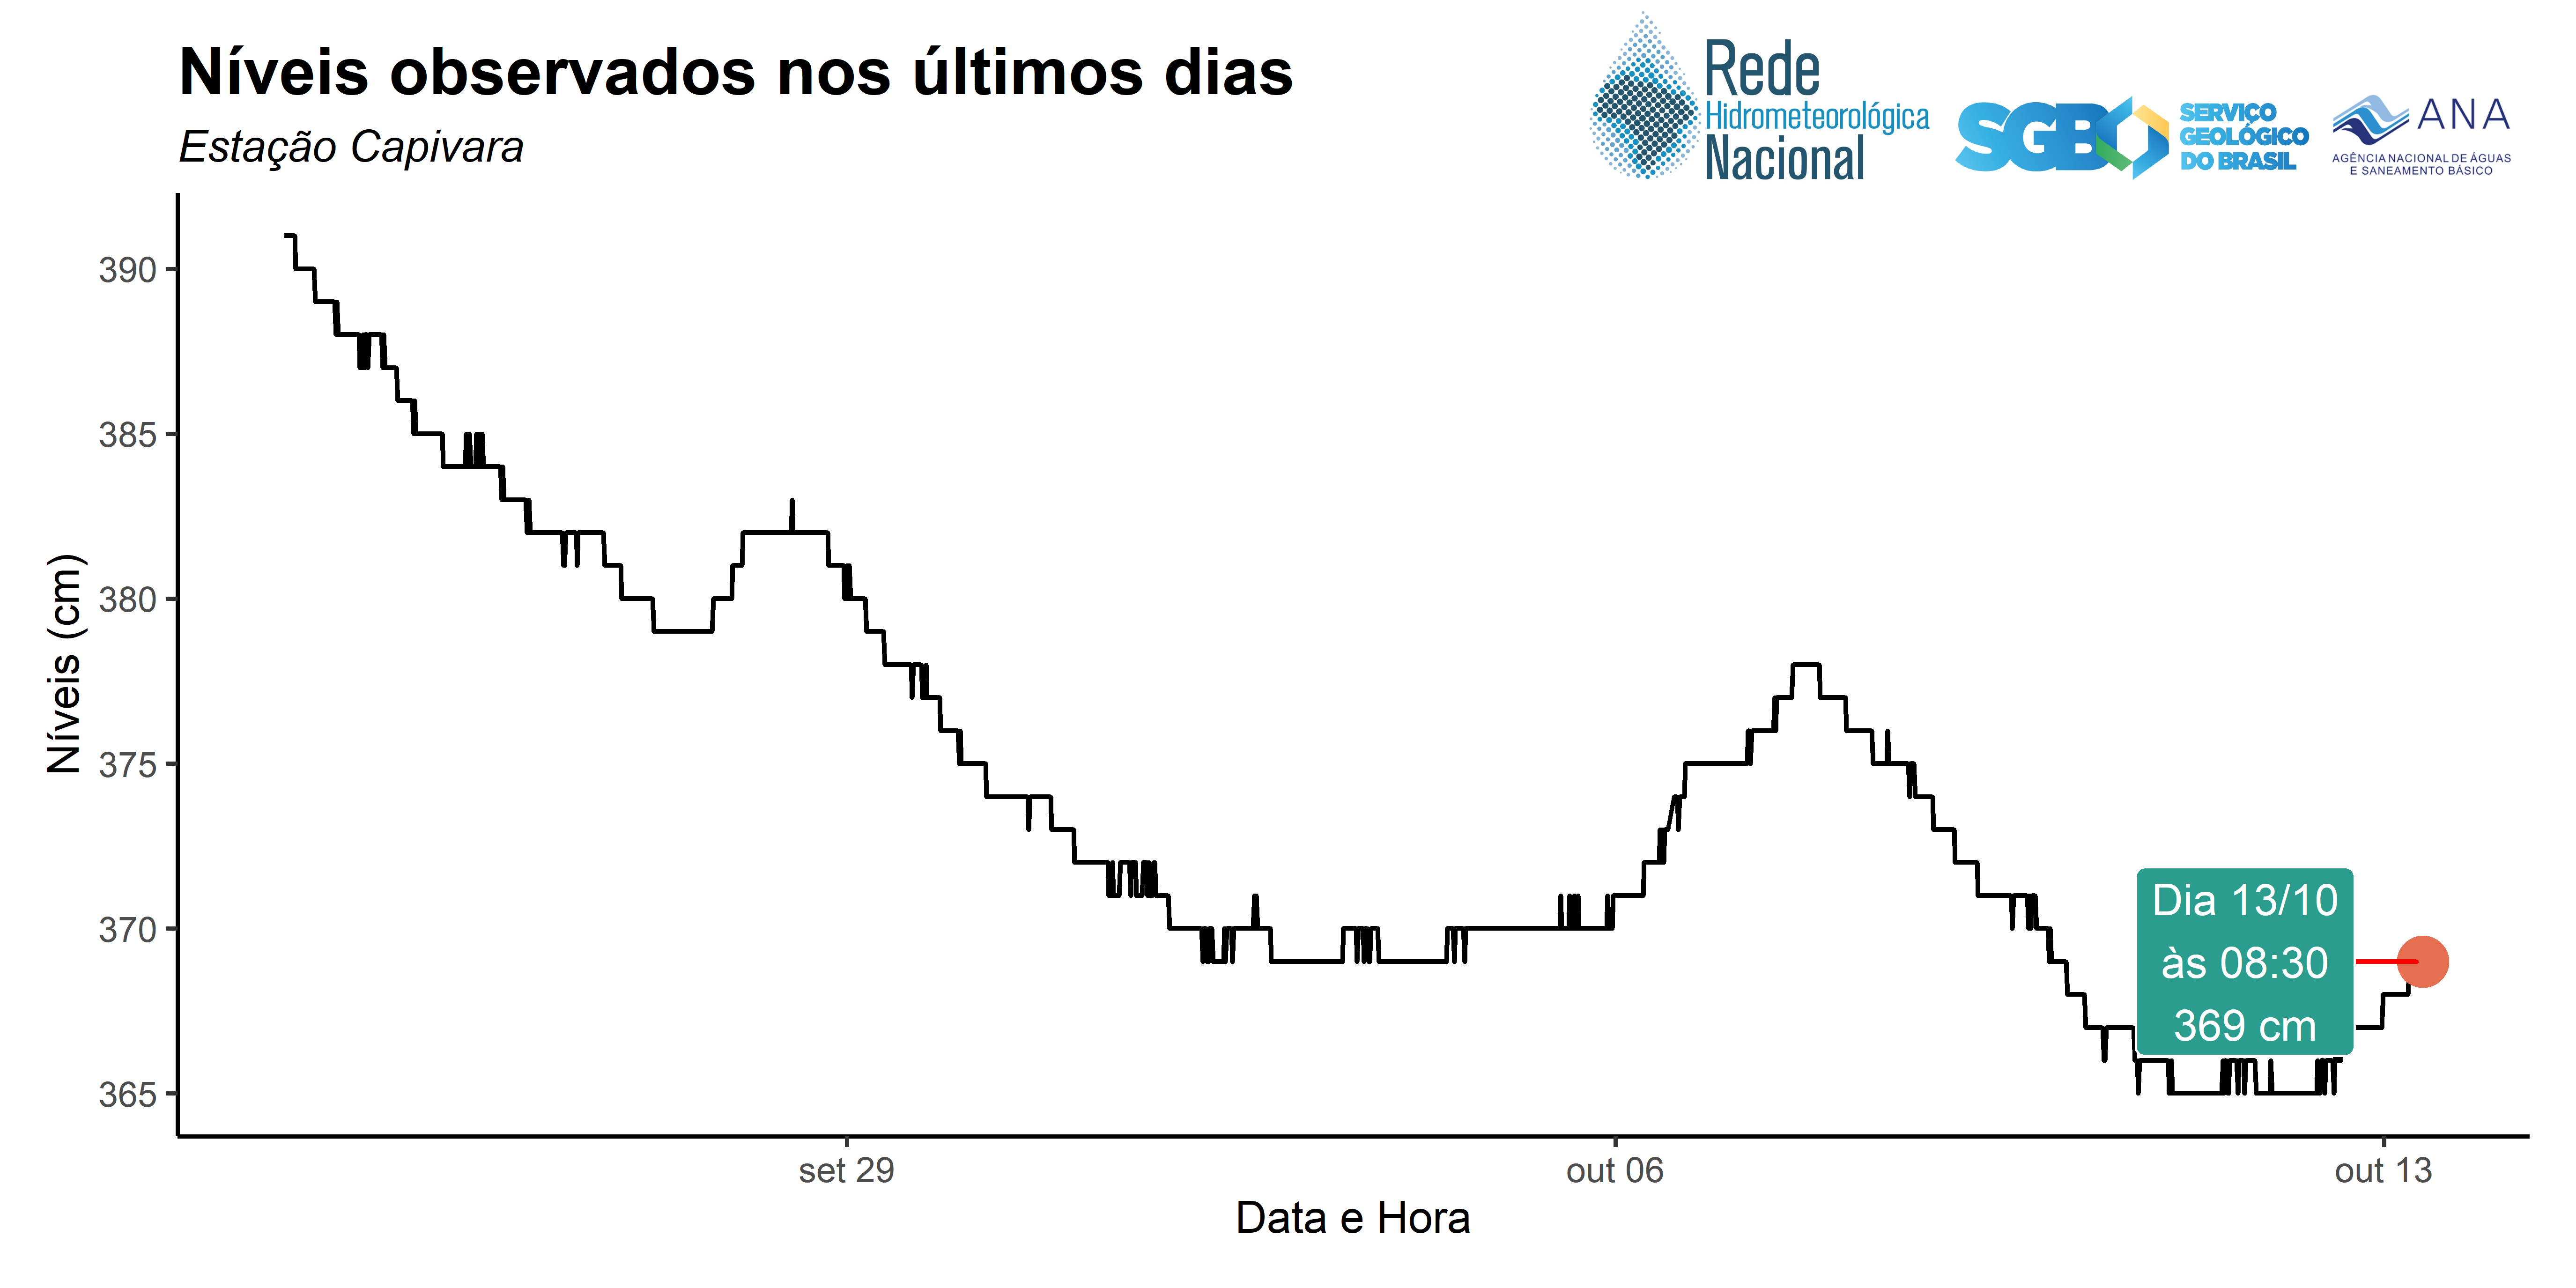 Níveis observados nos últimos dias
Estação Capivara
Rede
Hidrometeorológica
Nacional
SGB
SERVIÇO
GEOLÓGICO
DO BRASIL
ANA
AGÊNCIA NACIONAL DE ÁGUAS
E SANEAMENTO BÁSICO
Níveis (cm)
390
385
380
375
370
365
Dia 13/10
às 08:30
369 cm
set 29
out 06
out 13
Data e Hora